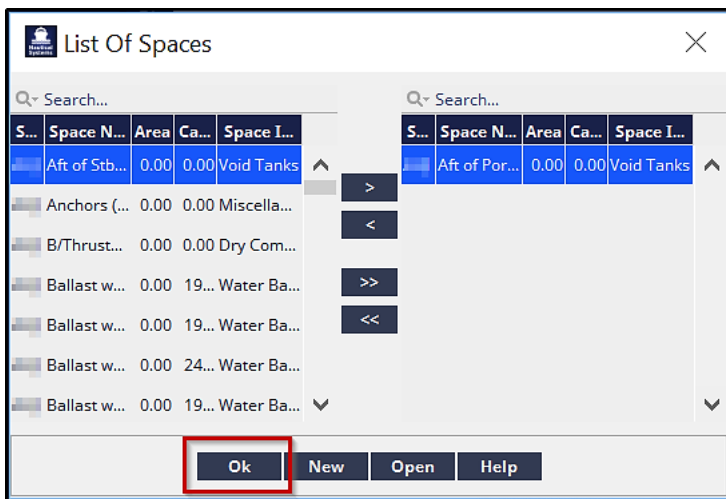 Nautical
Systems
List Of Spaces
Search...
S... Space N... Area Ca... Space I...
Aft of Stb... 0.00 0.00 Void Tanks
Anchors (... 0.00 0.00 Miscella...
B/Thrust... 0.00 0.00 Dry Com...
Ballast w... 0.00 19... Water Ba...
Ballast w... 0.00 19... Water Ba...
Ballast w... 0.00 24... Water Ba...
Ballast w... 0.00 19... Water Ba...
>
<
>>
<<
Search...
S... Space N... Area Ca... Space I...
Aft of Por... 0.00 0.00 Void Tanks
Ok New Open Help